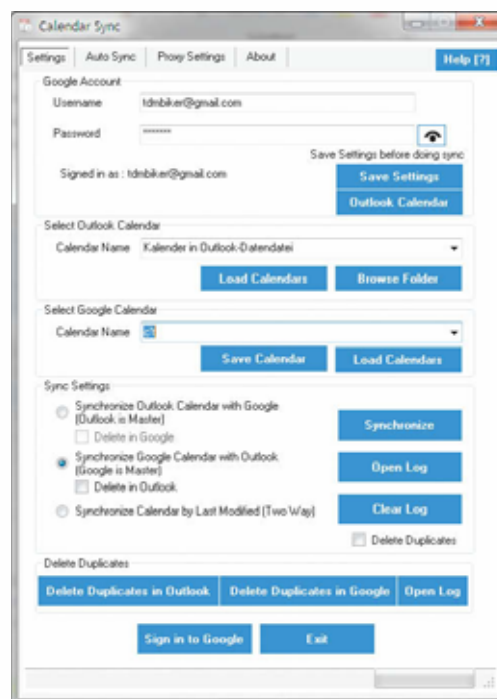 Calendar Sync
Settings Auto Sync Proxy Settings About Help [?]
Google Account
Username tdmbiker@gmail.com
Password *******
Save Settings before doing sync
Signed in as : tdmbiker@gmail.com Save Settings
Outlook Calendar
Select Outlook Calendar
Calendar Name Kalender in Outlook-Datendatei
Load Calendars Browse Folder
Select Google Calendar
Calendar Name
Save Calendar Load Calendars
Sync Settings
Synchronize Outlook Calendar with Google
(Outlook is Master) Synchronize
Delete in Google
Synchronize Google Calendar with Outlook
(Google is Master) Open Log
Delete in Outlook
Synchronize Calendar by Last Modified (Two Way) Clear Log
Delete Duplicates
Delete Duplicates
Delete Duplicates in Outlook Delete Duplicates in Google Open Log
Sign in to Google Exit